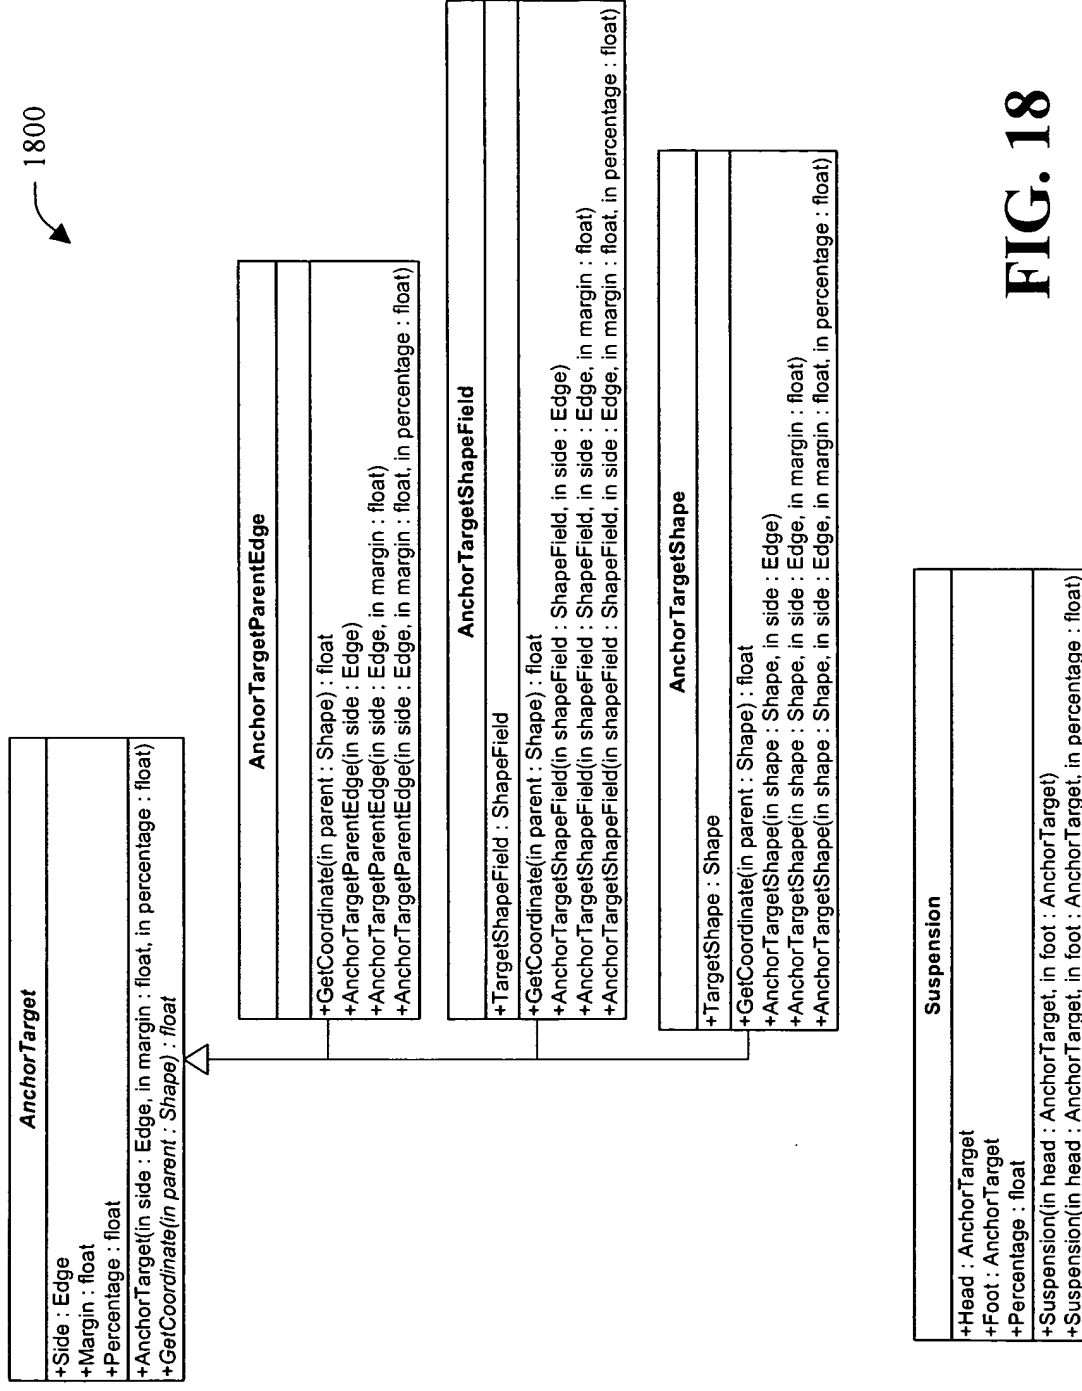 1800
AnchorTarget
+Side : Edge
+Margin : float
+Percentage : float
+AnchorTarget(in side : Edge, in margin : float, in percentage : float)
+GetCoordinate(in parent : Shape) : float
AnchorTargetParentEdge
+GetCoordinate(in parent : Shape) : float
+AnchorTargetParentEdge(in side : Edge)
+AnchorTargetParentEdge(in side : Edge, in margin : float)
+AnchorTargetParentEdge(in side : Edge, in margin : float, in percentage : float)
AnchorTargetShapeField
+TargetShapeField : ShapeField
+GetCoordinate(in parent : Shape) : float
+AnchorTargetShapeField(in shapeField : ShapeField, in side : Edge)
+AnchorTargetShapeField(in shapeField : ShapeField, in side : Edge, in margin : float)
+AnchorTargetShapeField(in shapeField : ShapeField, in side : Edge, in margin : float, in percentage : float)
AnchorTargetShape
+TargetShape : Shape
+GetCoordinate(in parent : Shape) : float
+AnchorTargetShape(in shape : Shape, in side : Edge)
+AnchorTargetShape(in shape : Shape, in side : Edge, in margin : float)
+AnchorTargetShape(in shape : Shape, in side : Edge, in margin : float, in percentage : float)
Suspension
+Head : AnchorTarget
+Foot : AnchorTarget
+Percentage : float
+Suspension(in head : AnchorTarget, in foot : AnchorTarget)
+Suspension(in head : AnchorTarget, in foot : AnchorTarget, in percentage : float)
FIG. 18